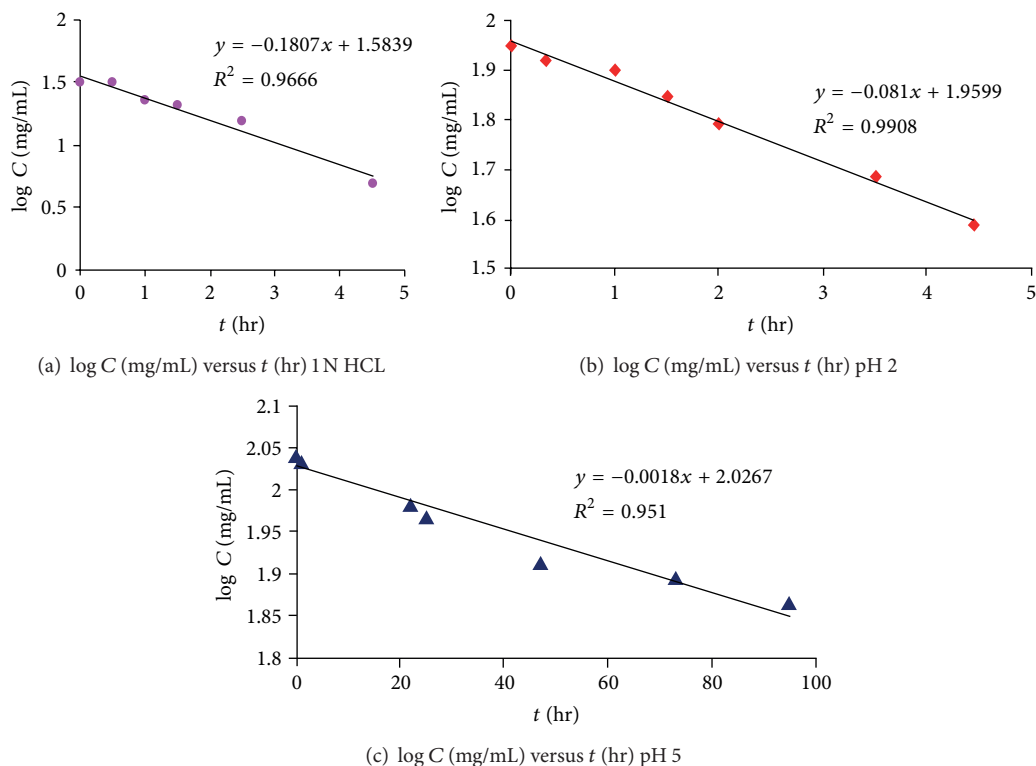 2
1.5
1
0.5
0
log C (mg/mL)
y = −0.1807x + 1.5839
R² = 0.9666
0 1 2 3 4 5
t (hr)
(a) log C (mg/mL) versus t (hr) 1N HCL
2
1.9
1.8
1.7
1.6
1.5
log C (mg/mL)
y = −0.081x + 1.9599
R² = 0.9908
0 1 2 3 4 5
t (hr)
(b) log C (mg/mL) versus t (hr) pH 2
2.1
2.05
2
1.95
1.9
1.85
1.8
log C (mg/mL)
y = −0.0018x + 2.0267
R² = 0.951
0 20 40 60 80 100
t (hr)
(c) log C (mg/mL) versus t (hr) pH 5